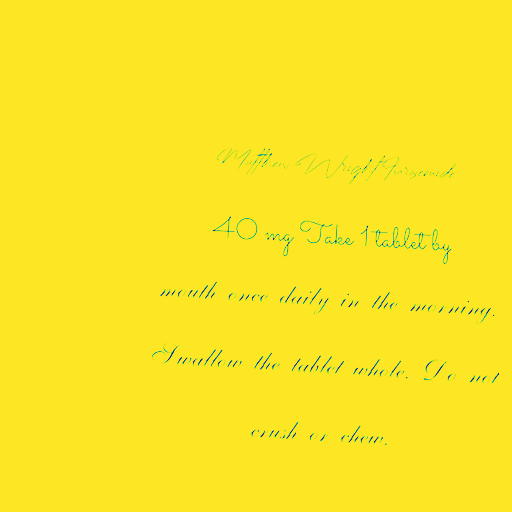 Matthew Wright Furosemide
40 mg Take 1 tablet by
mouth once daily in the morning.
Swallow the tablet whole. Do not
crush or chew.